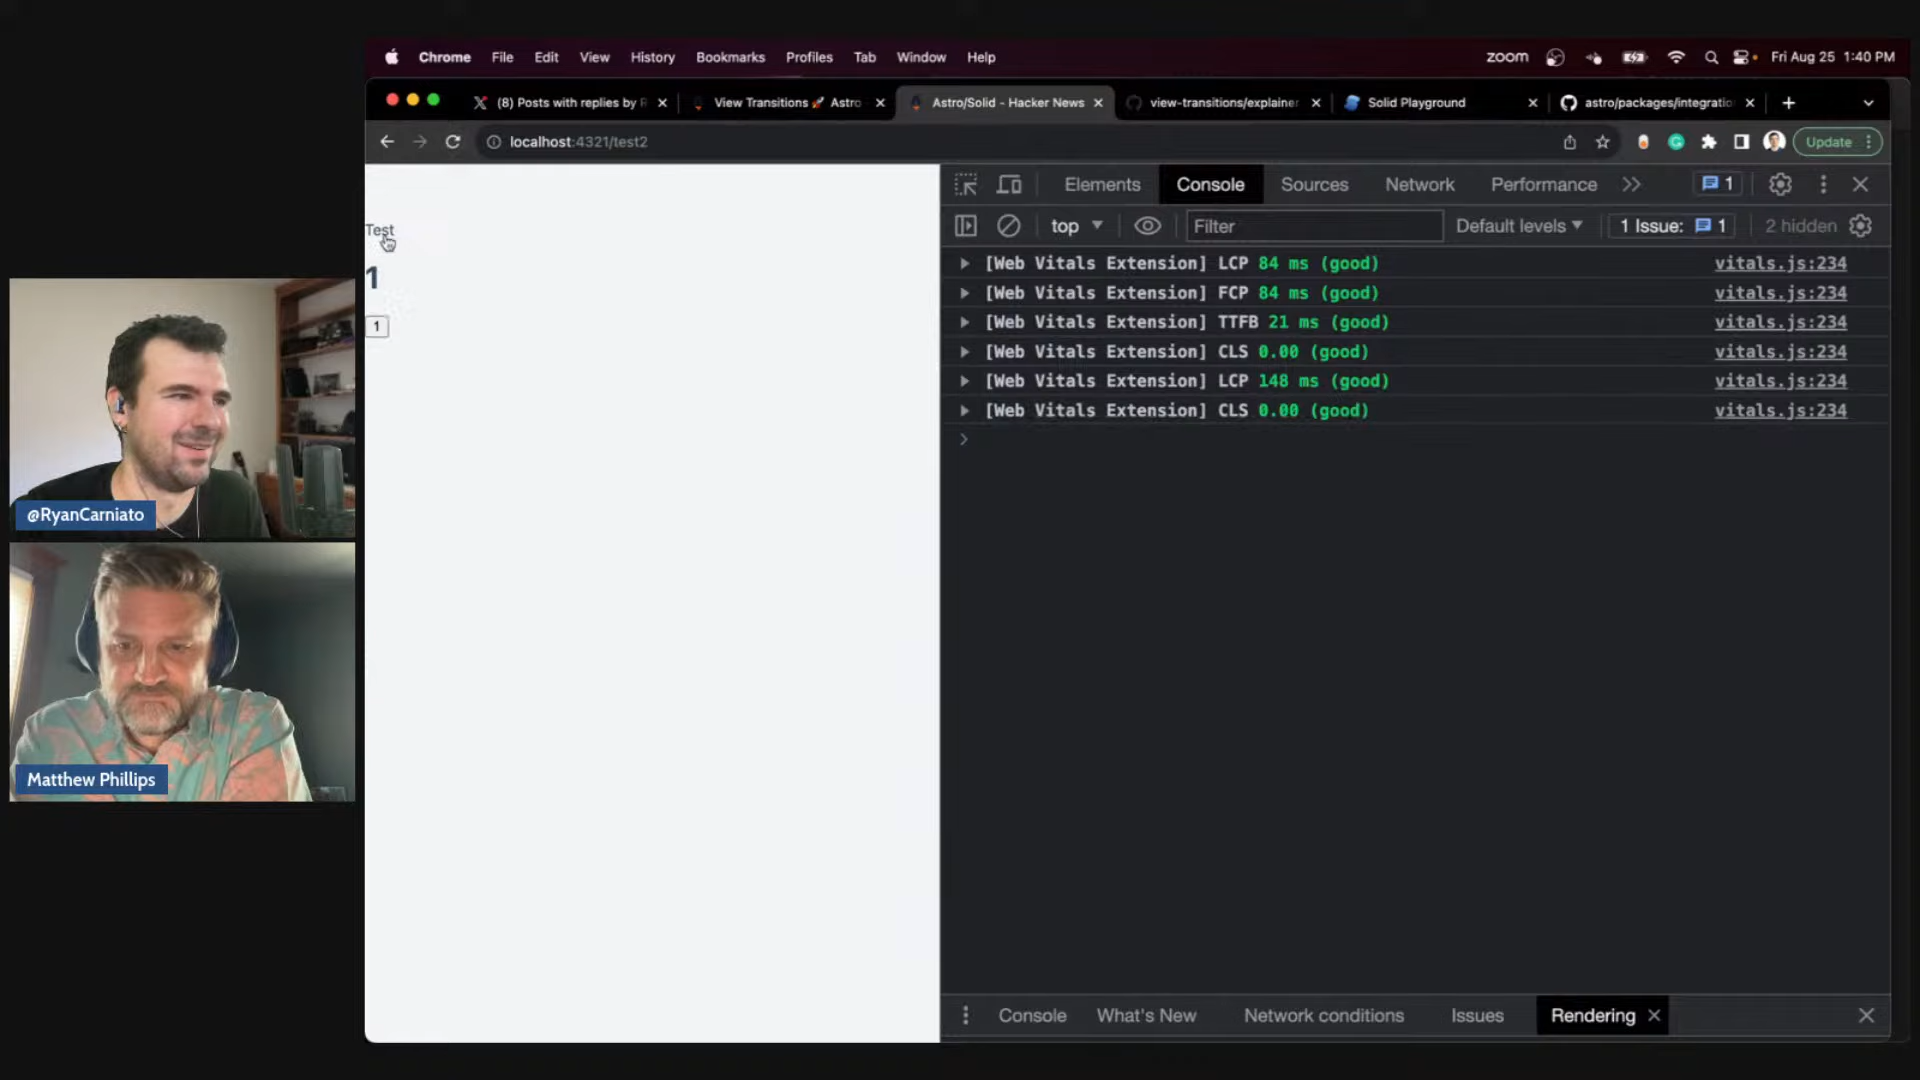 Chrome File Edit View History Bookmarks Profiles Tab Window Help zoom Fri Aug 25 1:40 PM
(8) Posts with replies by R View Transitions 🚀 Astro Astro/Solid - Hacker News view-transitions/explainer Solid Playground astro/packages/integratio
localhost:4321/test2 Update
Test
1
1
Elements Console Sources Network Performance 1
top Filter Default levels 1 Issue: 1 2 hidden
[Web Vitals Extension] LCP 84 ms (good) vitals.js:234
[Web Vitals Extension] FCP 84 ms (good) vitals.js:234
[Web Vitals Extension] TTFB 21 ms (good) vitals.js:234
[Web Vitals Extension] CLS 0.00 (good) vitals.js:234
[Web Vitals Extension] LCP 148 ms (good) vitals.js:234
[Web Vitals Extension] CLS 0.00 (good) vitals.js:234
Console What's New Network conditions Issues Rendering
@RyanCarniato
Matthew Phillips